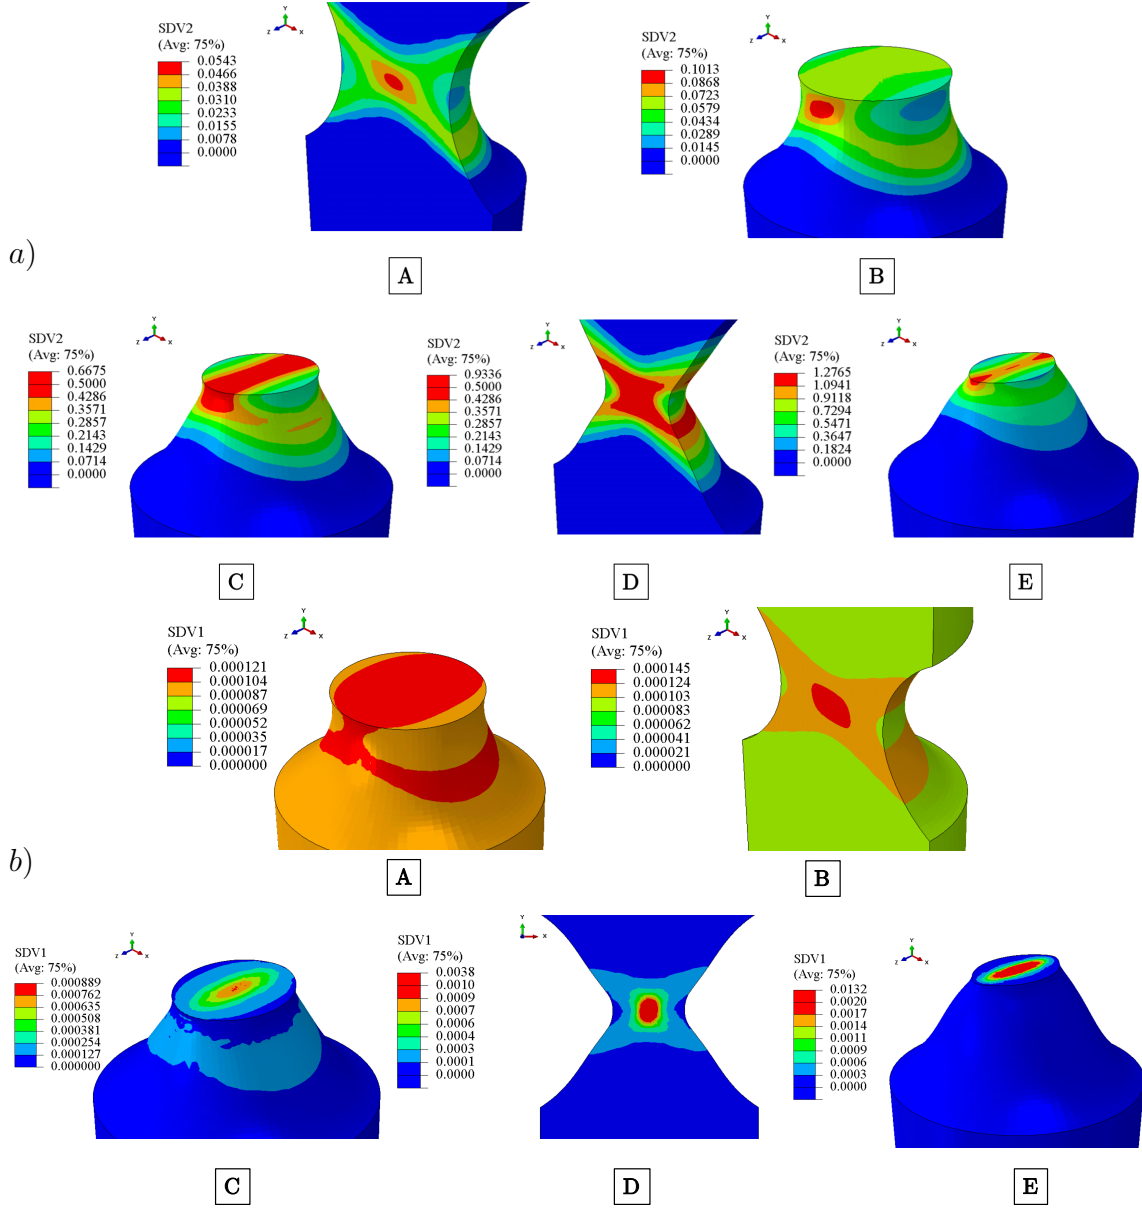 SDV2
(Avg: 75%)
0.0543
0.0466
0.0388
0.0310
0.0233
0.0155
0.0078
0.0000
Y
Z X
SDV2
(Avg: 75%)
0.1013
0.0868
0.0723
0.0579
0.0434
0.0289
0.0145
0.0000
Y
Z X
a)
A
B
SDV2
(Avg: 75%)
0.6675
0.5000
0.4286
0.3571
0.2857
0.2143
0.1429
0.0714
0.0000
Y
Z X
SDV2
(Avg: 75%)
0.9336
0.5000
0.4286
0.3571
0.2857
0.2143
0.1429
0.0714
0.0000
Y
Z X
SDV2
(Avg: 75%)
1.2765
1.0941
0.9118
0.7294
0.5471
0.3647
0.1824
0.0000
Y
Z X
C
D
E
SDV1
(Avg: 75%)
0.000121
0.000104
0.000087
0.000069
0.000052
0.000035
0.000017
0.000000
Y
Z X
SDV1
(Avg: 75%)
0.000145
0.000124
0.000103
0.000083
0.000062
0.000041
0.000021
0.000000
Y
Z X
b)
A
B
SDV1
(Avg: 75%)
0.000889
0.000762
0.000635
0.000508
0.000381
0.000254
0.000127
0.000000
Y
Z X
SDV1
(Avg: 75%)
0.0038
0.0010
0.0009
0.0007
0.0006
0.0004
0.0003
0.0001
0.0000
Y
Z X
SDV1
(Avg: 75%)
0.0132
0.0020
0.0017
0.0014
0.0011
0.0009
0.0006
0.0003
0.0000
Y
Z X
C
D
E